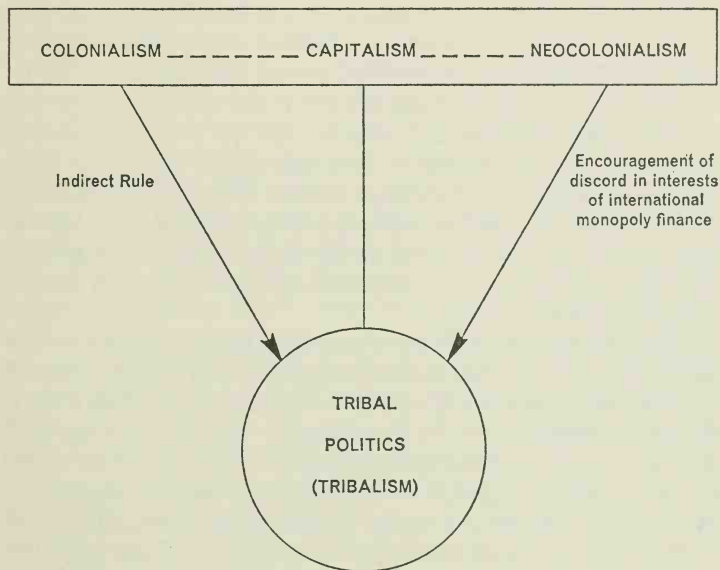 COLONIALISM CAPITALISM NEOCOLONIALISM
Indirect Rule
Encouragement of
discord in interests
of international
monopoly finance
TRIBAL
POLITICS
(TRIBALISM)